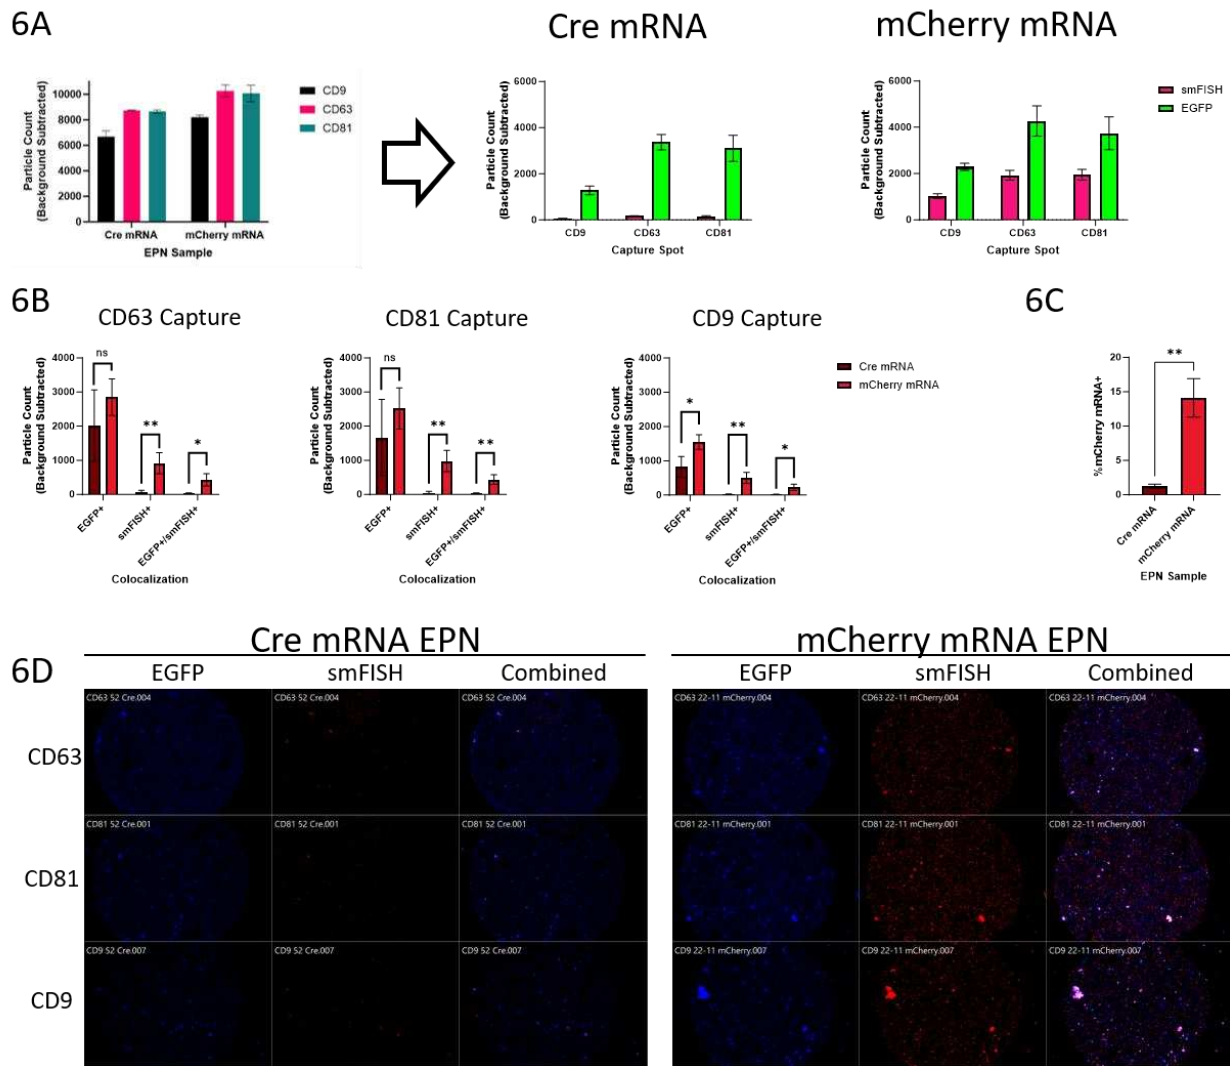 6A
Cre mRNA
mCherry mRNA
Particle Count
(Background Subtracted)
10000
8000
6000
4000
2000
0
Cre mRNA
mCherry mRNA
EPN Sample
CD9
CD63
CD81
Particle Count
(Background Subtracted)
6000
4000
2000
0
CD9
CD63
CD81
Capture Spot
Particle Count
(Background Subtracted)
6000
4000
2000
0
CD9
CD63
CD81
Capture Spot
smFISH
EGFP
6B
CD63 Capture
Particle Count
(Background Subtracted)
4000
3000
2000
1000
0
ns
**
*
EGFP+
smFISH+
EGFP+/smFISH+
Colocalization
CD81 Capture
Particle Count
(Background Subtracted)
4000
3000
2000
1000
0
ns
**
**
EGFP+
smFISH+
EGFP+/smFISH+
Colocalization
CD9 Capture
Particle Count
(Background Subtracted)
4000
3000
2000
1000
0
*
**
*
EGFP+
smFISH+
EGFP+/smFISH+
Colocalization
Cre mRNA
mCherry mRNA
6C
%mCherry mRNA+
20
15
10
5
0
**
Cre mRNA
mCherry mRNA
EPN Sample
6D
Cre mRNA EPN
mCherry mRNA EPN
EGFP
smFISH
Combined
EGFP
smFISH
Combined
CD63
CD63 52 Cre.004
CD63 52 Cre.004
CD63 52 Cre.004
CD63 22-11 mCherry.004
CD63 22-11 mCherry.004
CD63 22-11 mCherry.004
CD81
CD81 52 Cre.001
CD81 52 Cre.001
CD81 52 Cre.001
CD81 22-11 mCherry.001
CD81 22-11 mCherry.001
CD81 22-11 mCherry.001
CD9
CD9 52 Cre.007
CD9 52 Cre.007
CD9 52 Cre.007
CD9 22-11 mCherry.007
CD9 22-11 mCherry.007
CD9 22-11 mCherry.007